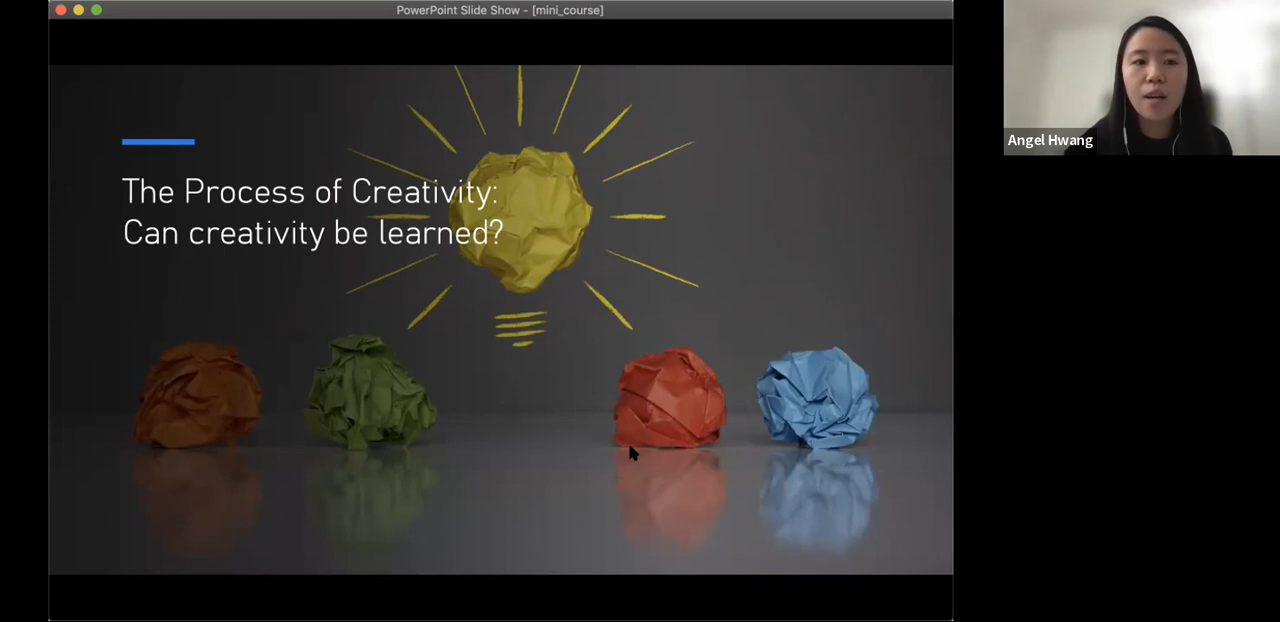 PowerPoint Slide Show - [mini_course]
The Process of Creativity:
Can creativity be learned?
Angel Hwang